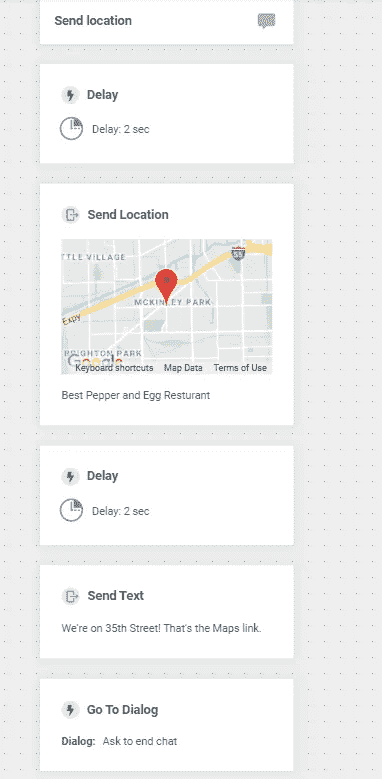 Send location
Delay
Delay: 2 sec
Send Location
TTLE VILLAGE
55
MCKINLEY PARK
Expy
BRIGHTON PARK
Google
Keyboard shortcuts Map Data Terms of Use
Best Pepper and Egg Resturant
Delay
Delay: 2 sec
Send Text
We're on 35th Street! That's the Maps link.
Go To Dialog
Dialog: Ask to end chat